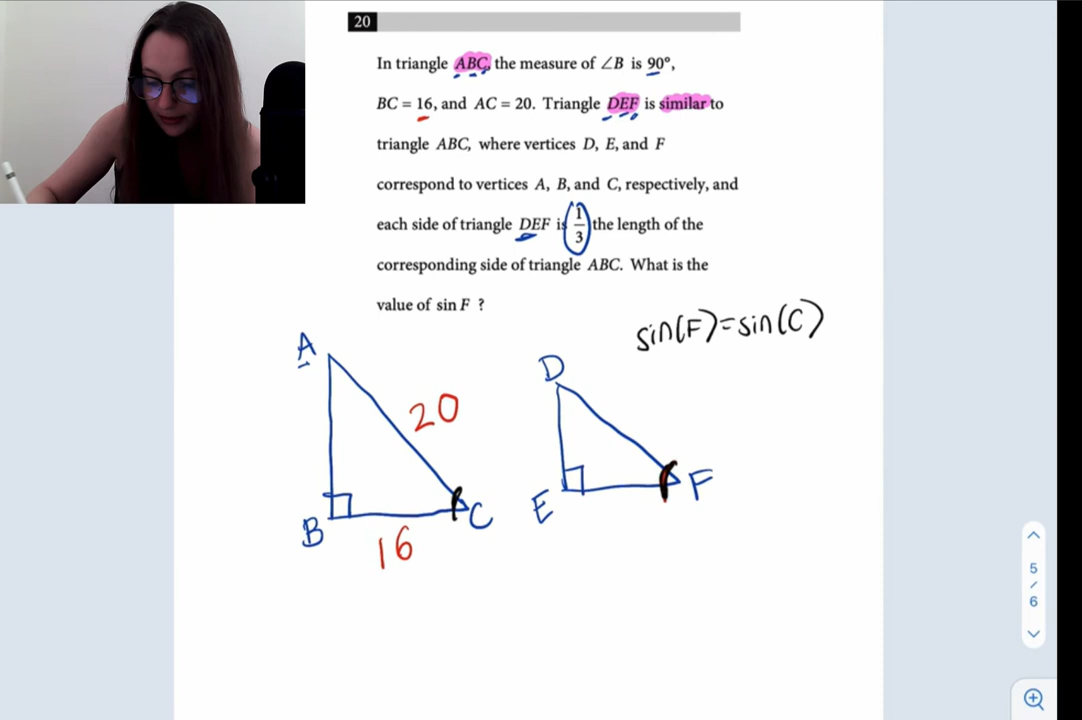 20
In triangle ABC, the measure of ∠B is 90°,
BC = 16, and AC = 20. Triangle DEF is similar to
triangle ABC, where vertices D, E, and F
correspond to vertices A, B, and C, respectively, and
each side of triangle DEF is 1/3 the length of the
corresponding side of triangle ABC. What is the
value of sin F ?
sin(F)=sin(C)
A
D
20
B
C
E
F
16
5
/
6